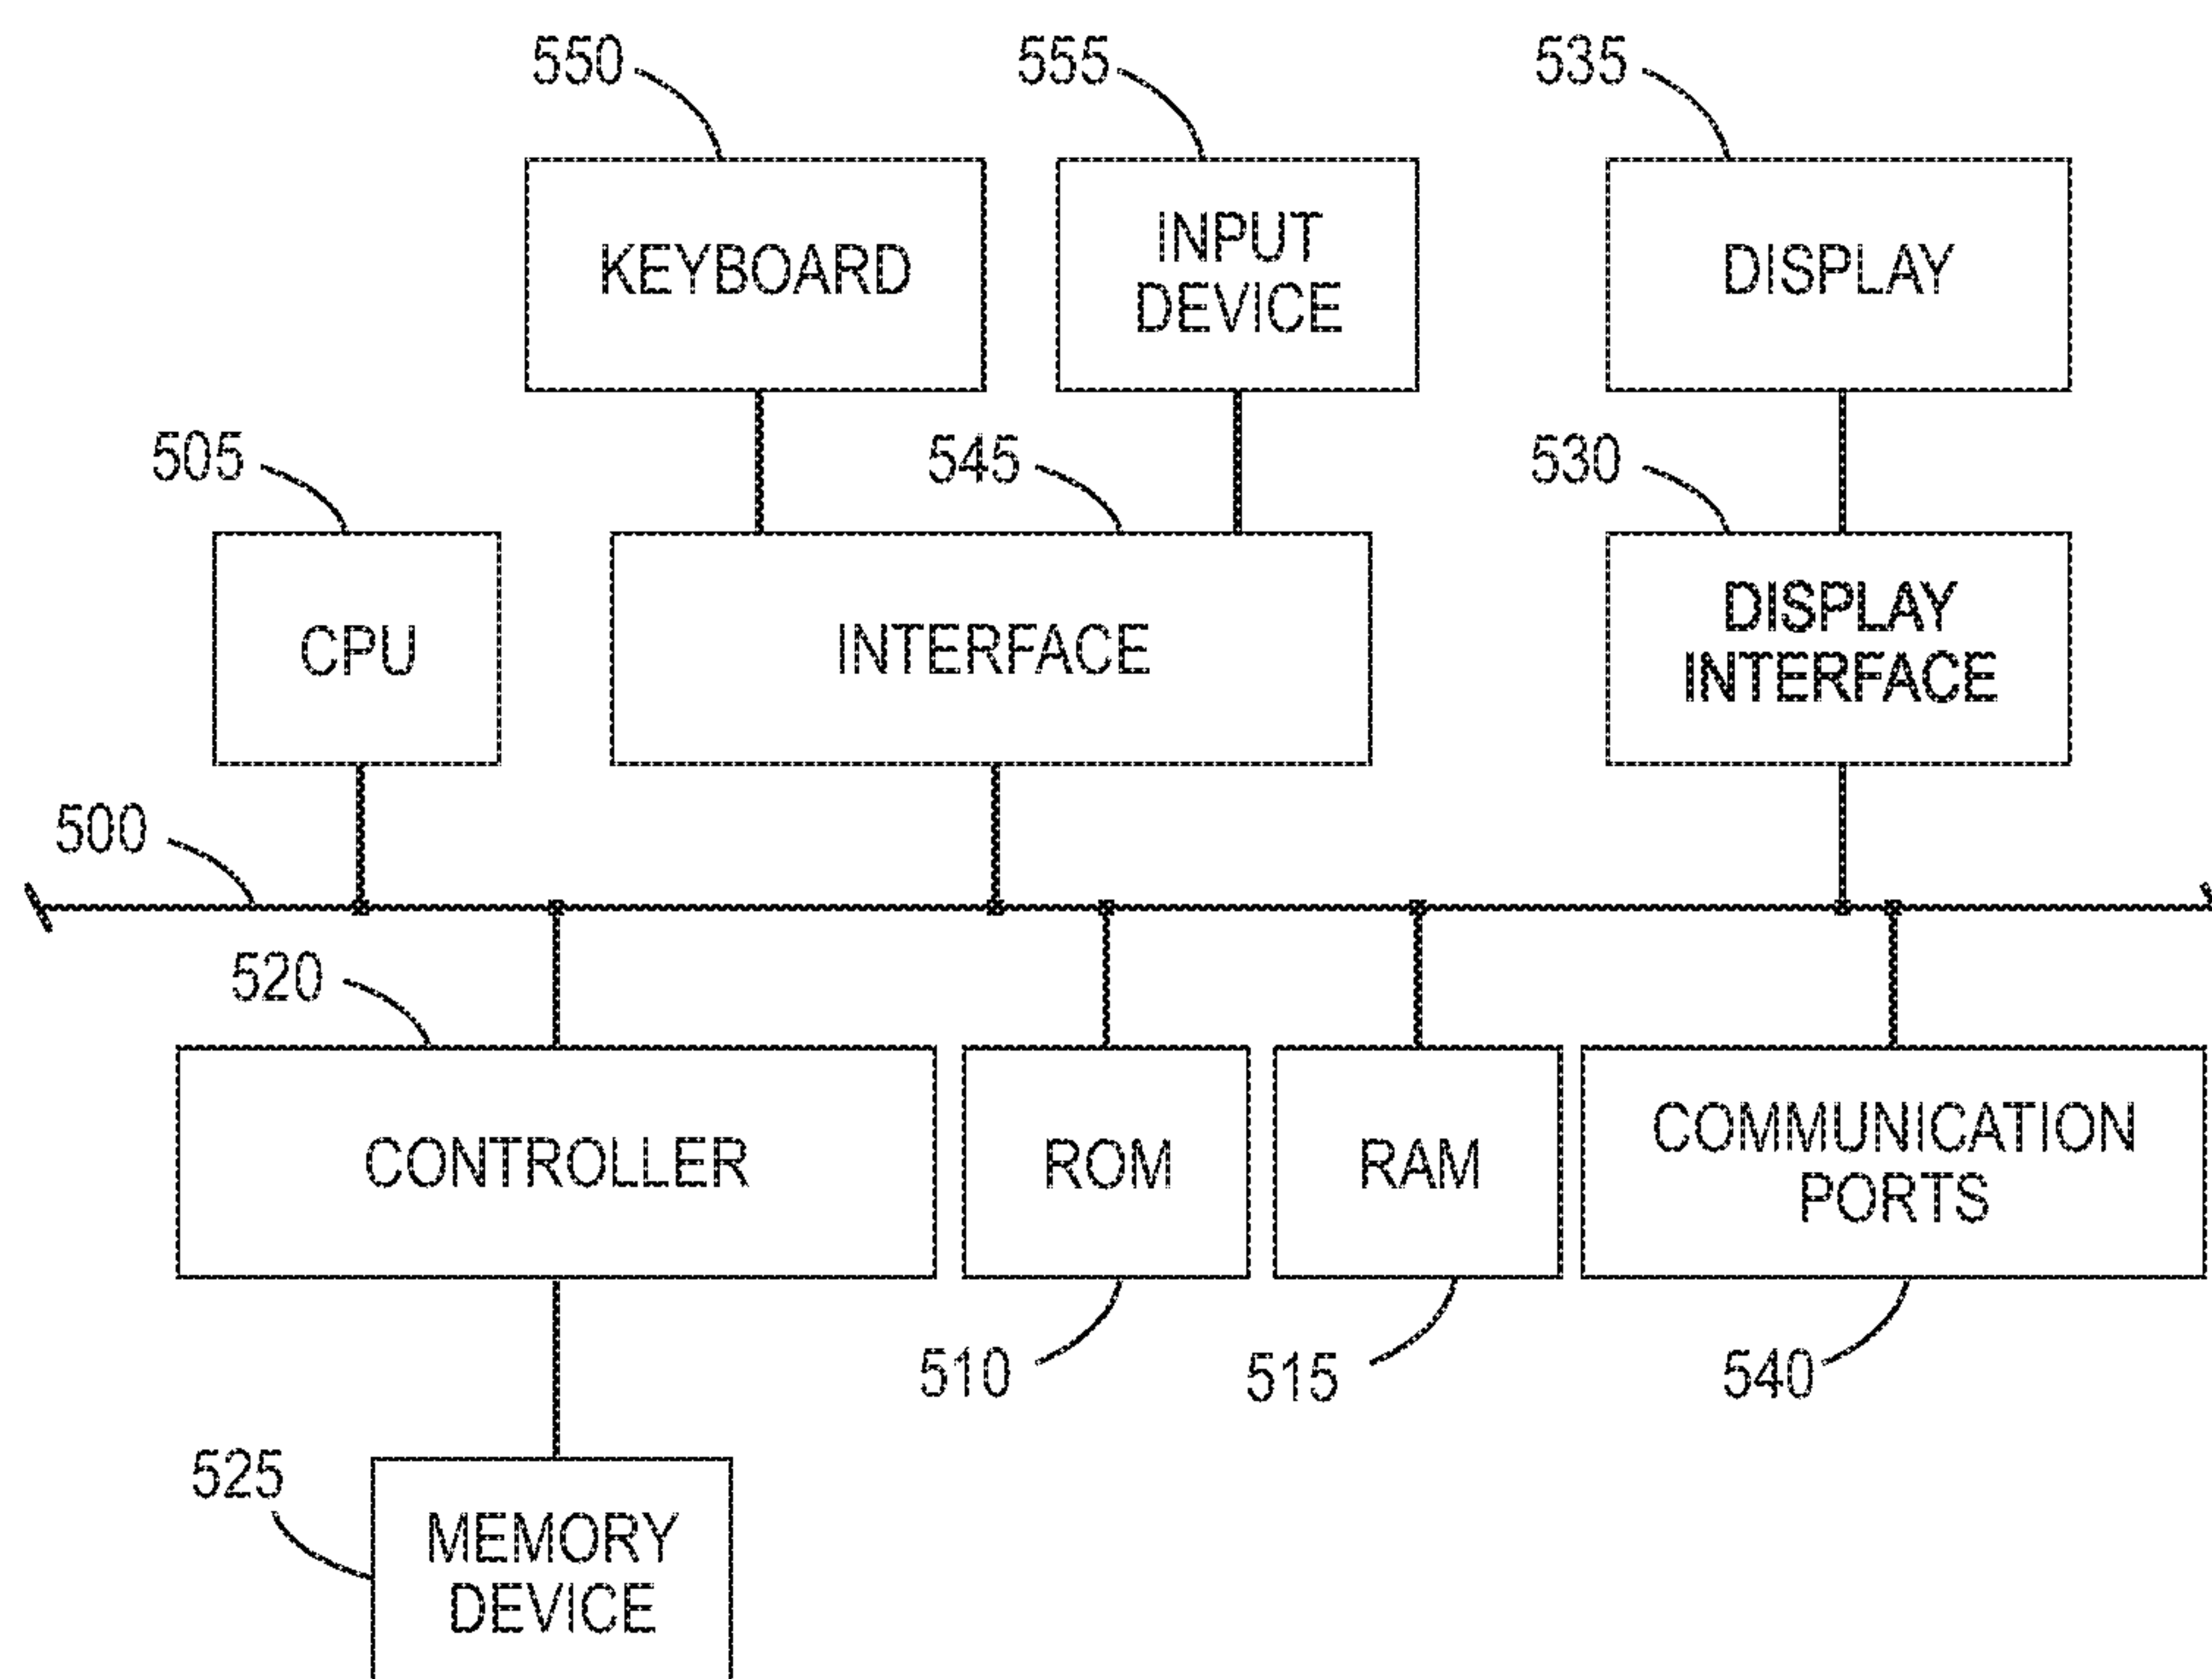 550
555
535
KEYBOARD
INPUT
DEVICE
DISPLAY
505
545
530
CPU
INTERFACE
DISPLAY
INTERFACE
500
520
CONTROLLER
ROM
RAM
COMMUNICATION
PORTS
510
515
540
525
MEMORY
DEVICE